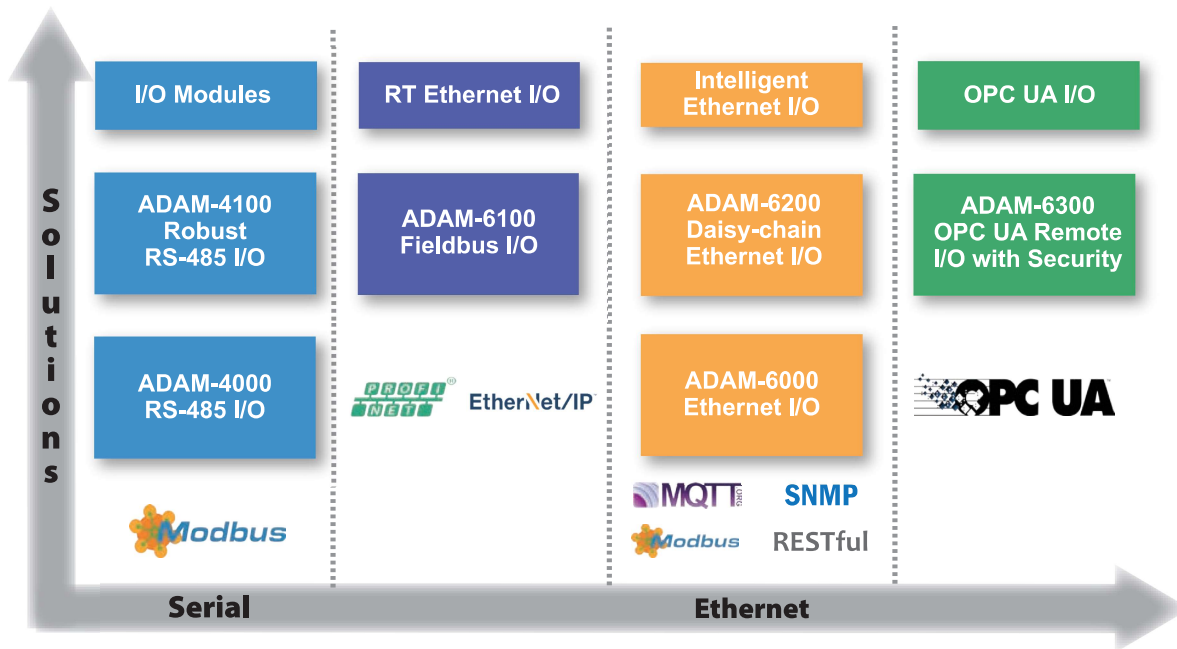 Solutions
I/O Modules
ADAM-4100
Robust
RS-485 I/O
ADAM-4000
RS-485 I/O
Modbus
RT Ethernet I/O
ADAM-6100
Fieldbus I/O
PROFI
NET®
EtherNet/IP
Intelligent
Ethernet I/O
ADAM-6200
Daisy-chain
Ethernet I/O
ADAM-6000
Ethernet I/O
MQTT.ORG
SNMP
Modbus
RESTful
OPC UA I/O
ADAM-6300
OPC UA Remote
I/O with Security
OPC UA
Serial
Ethernet